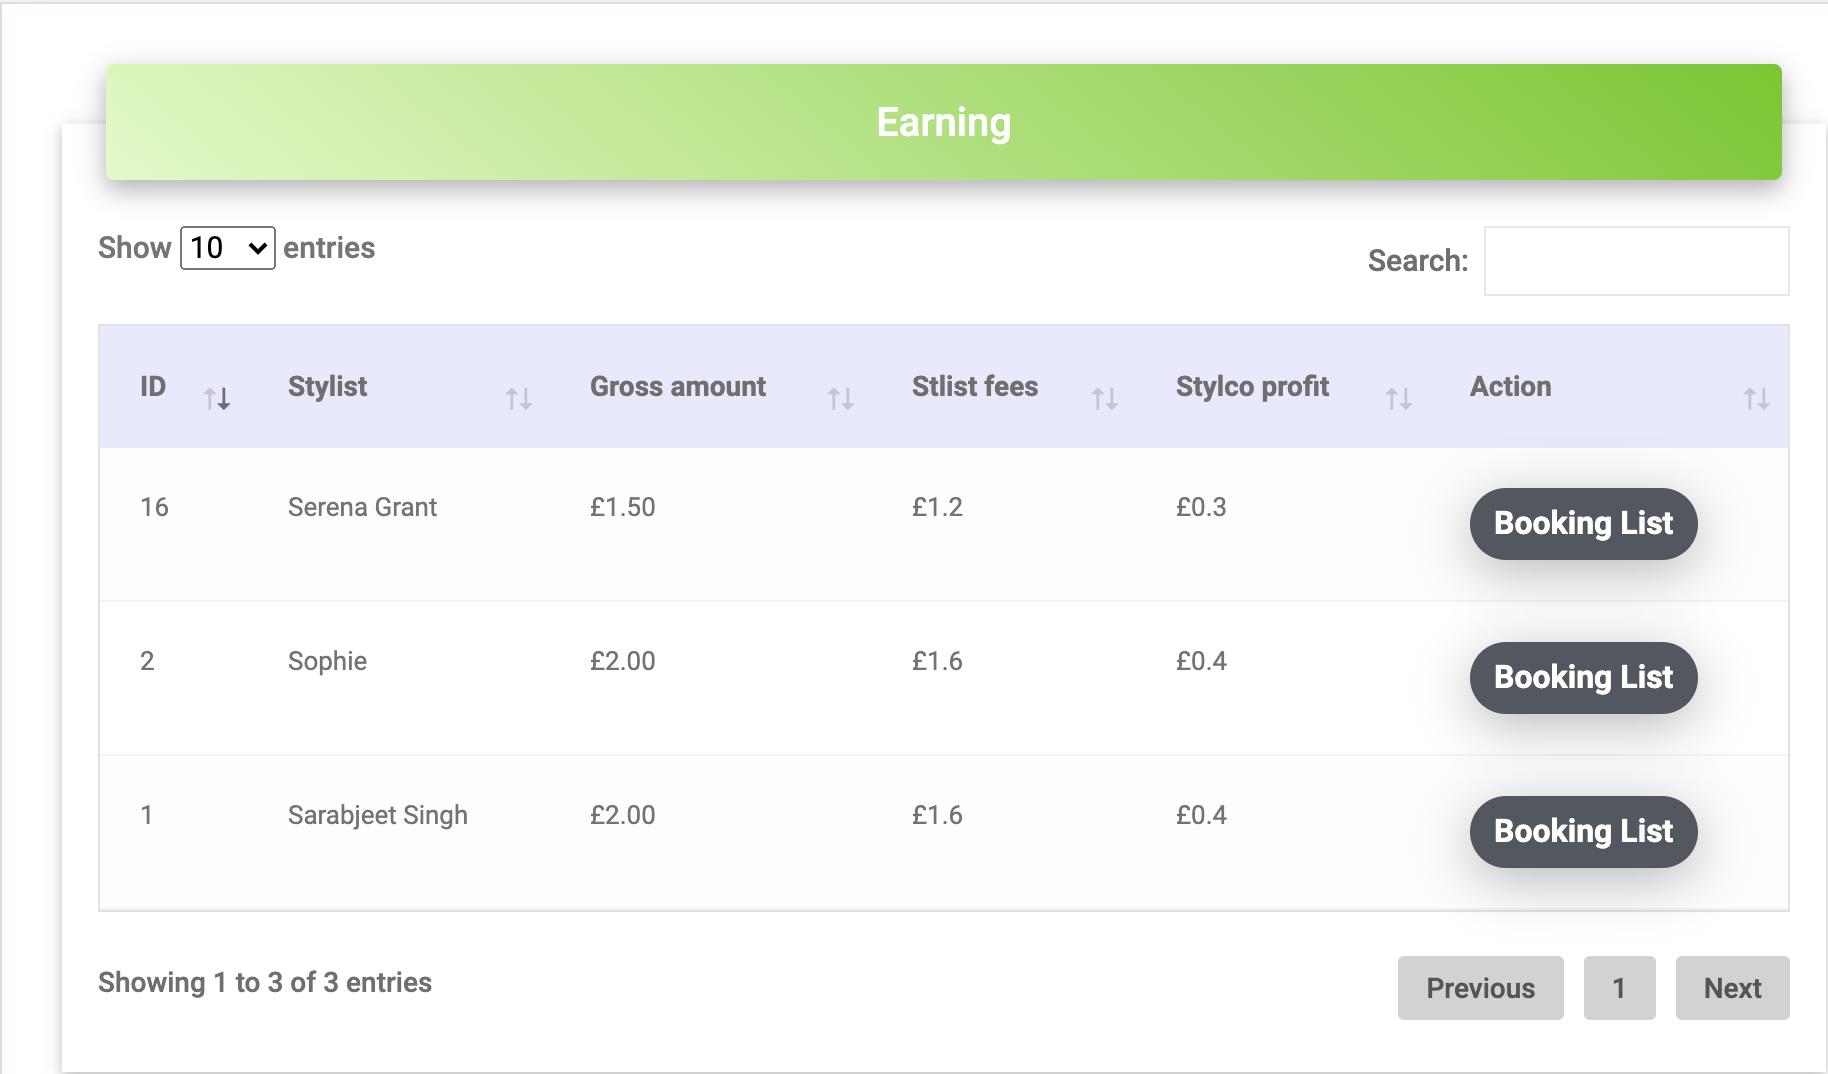 Earning
Show 10 entries
Search:
ID Stylist Gross amount Stlist fees Stylco profit Action
16 Serena Grant £1.50 £1.2 £0.3 Booking List
2 Sophie £2.00 £1.6 £0.4 Booking List
1 Sarabjeet Singh £2.00 £1.6 £0.4 Booking List
Showing 1 to 3 of 3 entries
Previous 1 Next